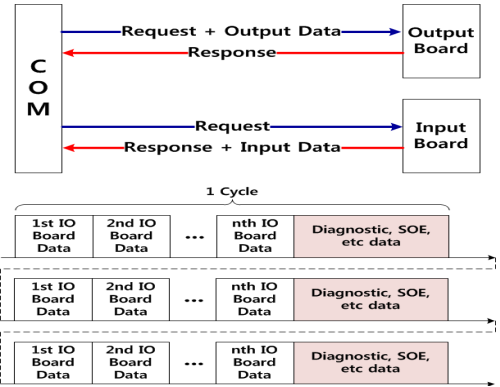 COM
Request + Output Data
Response
Output
Board
Request
Response + Input Data
Input
Board
1 Cycle
1st IO
Board
Data
2nd IO
Board
Data
...
nth IO
Board
Data
Diagnostic, SOE,
etc data
1st IO
Board
Data
2nd IO
Board
Data
...
nth IO
Board
Data
Diagnostic, SOE,
etc data
1st IO
Board
Data
2nd IO
Board
Data
...
nth IO
Board
Data
Diagnostic, SOE,
etc data